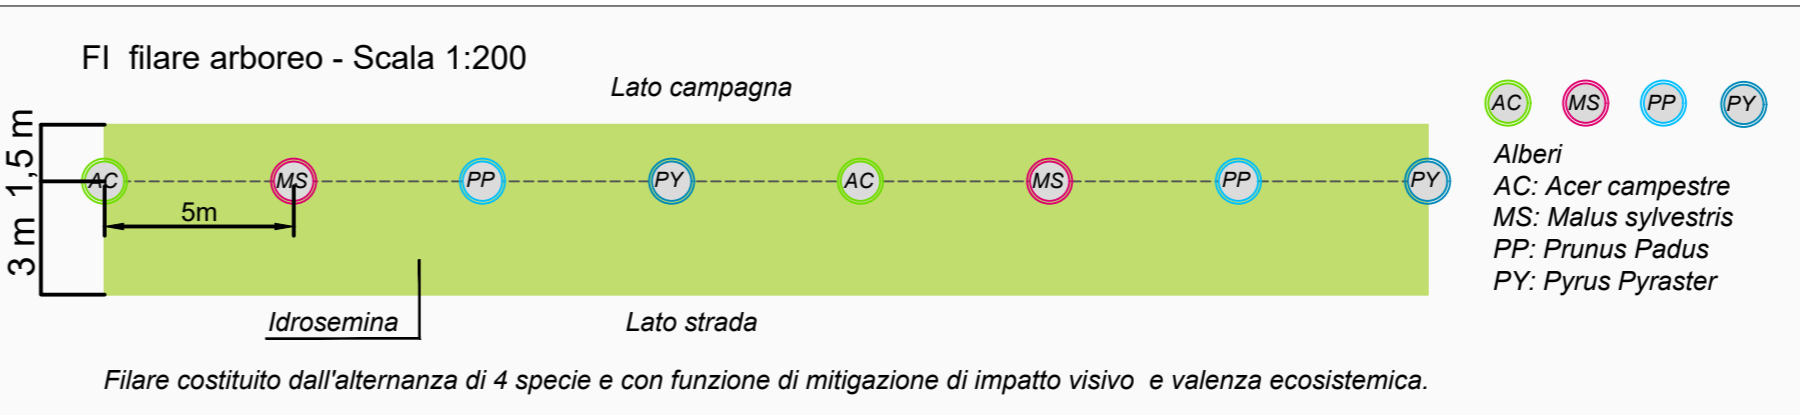 FI filare arboreo - Scala 1:200
Lato campagna
AC MS PP PY
1,5 m
AC MS PP PY AC MS PP PY
5m
3 m
Alberi
AC: Acer campestre
MS: Malus sylvestris
PP: Prunus Padus
PY: Pyrus Pyraster
Idrosemina
Lato strada
Filare costituito dall'alternanza di 4 specie e con funzione di mitigazione di impatto visivo e valenza ecosistemica.